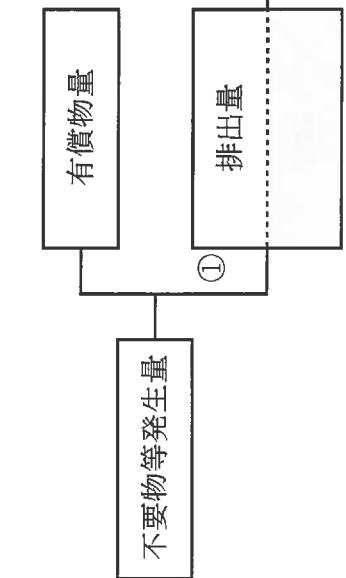 不要物等発生量
有償物量
①
排出量